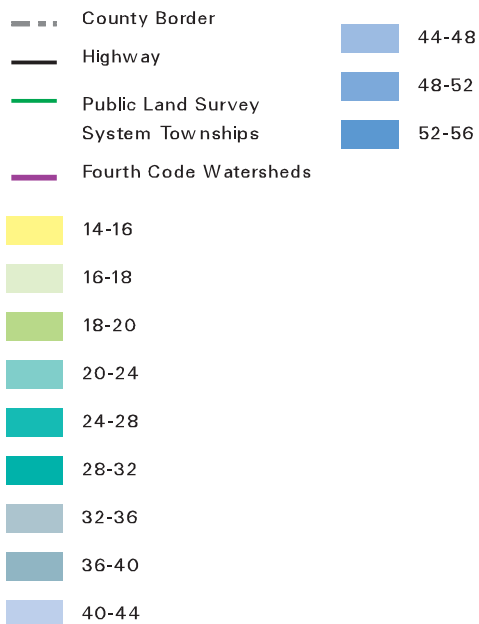 County Border
Highway
Public Land Survey
System Townships
Fourth Code Watersheds
14-16
16-18
18-20
20-24
24-28
28-32
32-36
36-40
40-44
44-48
48-52
52-56